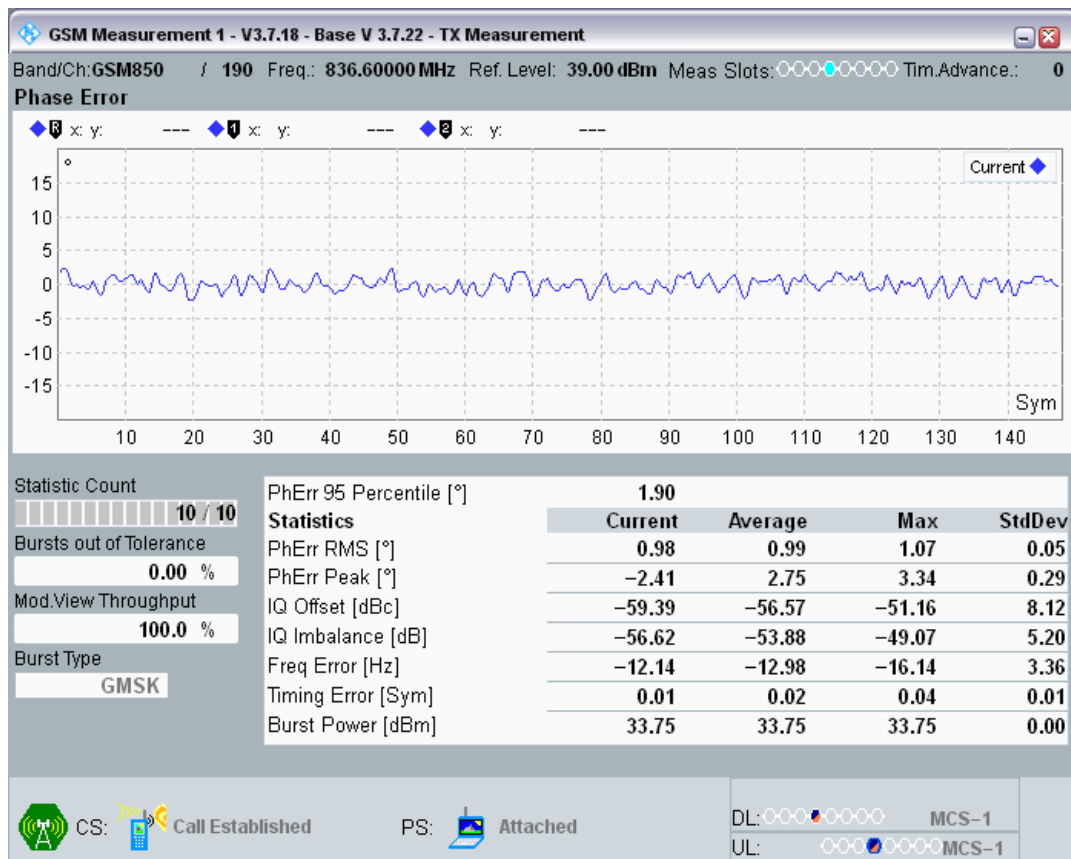 GSM Measurement 1 - V3.7.18 - Base V 3.7.22 - TX Measurement
Band/Ch:GSM850 / 190 Freq.: 836.60000 MHz Ref. Level: 39.00 dBm Meas Slots: Tim.Advance.: 0
Phase Error
R x: y: --- 1 x: y: --- 2 x: y: ---
°
Current
15
10
5
0
-5
-10
-15
Sym
10 20 30 40 50 60 70 80 90 100 110 120 130 140
Statistic Count
10 / 10
Bursts out of Tolerance
0.00 %
Mod.View Throughput
100.0 %
Burst Type
GMSK
PhErr 95 Percentile [°] 1.90
Statistics Current Average Max StdDev
PhErr RMS [°] 0.98 0.99 1.07 0.05
PhErr Peak [°] −2.41 2.75 3.34 0.29
IQ Offset [dBc] −59.39 −56.57 −51.16 8.12
IQ Imbalance [dB] −56.62 −53.88 −49.07 5.20
Freq Error [Hz] −12.14 −12.98 −16.14 3.36
Timing Error [Sym] 0.01 0.02 0.04 0.01
Burst Power [dBm] 33.75 33.75 33.75 0.00
CS: Call Established PS: Attached
DL: MCS−1
UL: MCS−1